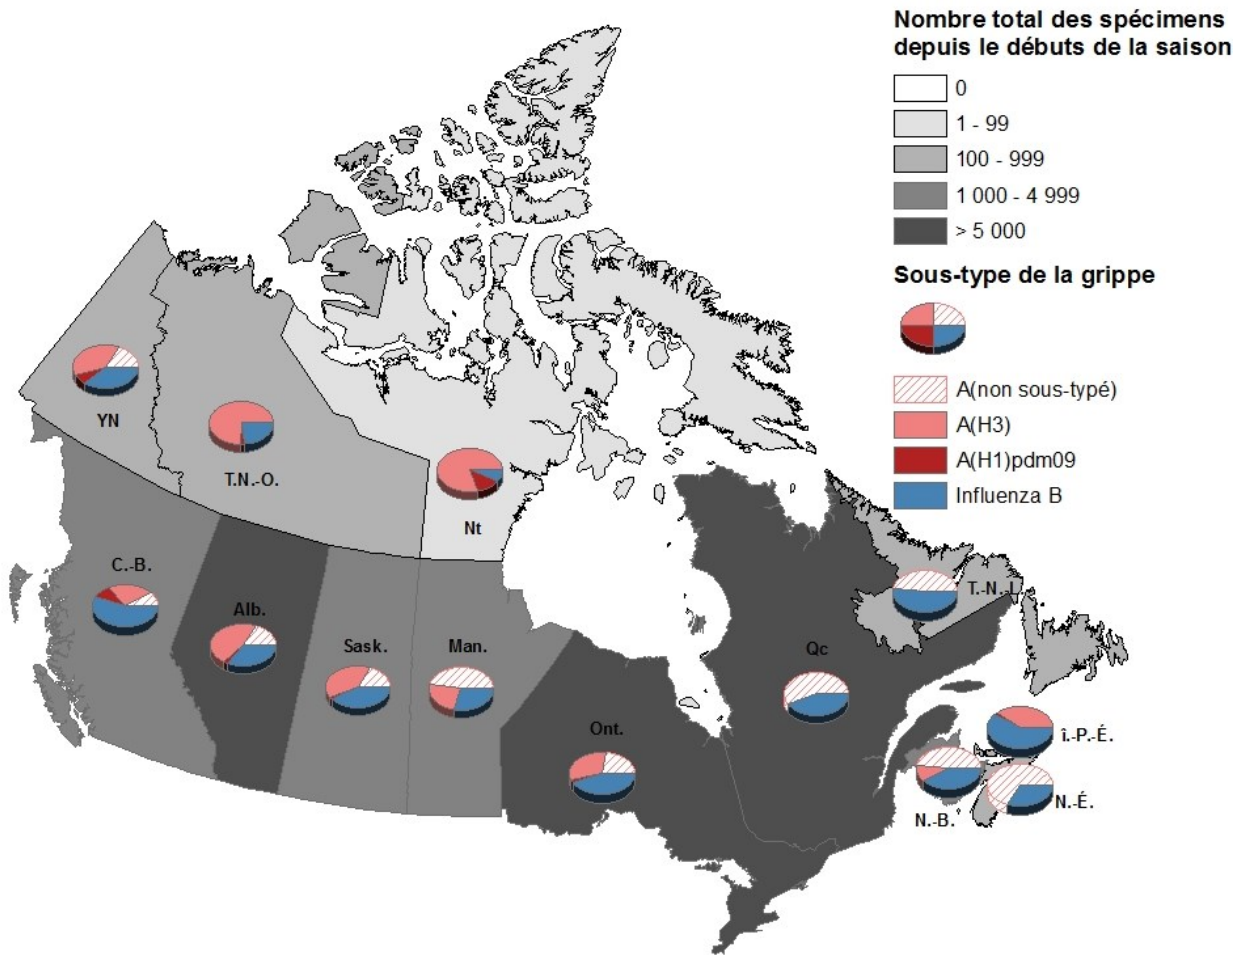 Nombre total des spécimens
depuis le débuts de la saison
0
1 - 99
100 - 999
1 000 - 4 999
> 5 000
Sous-type de la grippe
A(non sous-typé)
A(H3)
A(H1)pdm09
Influenza B
YN
T.N.-O.
Nt
C.-B.
Alb.
Sask.
Man.
Ont.
Qc
T.-N.-L.
î.-P.-É.
N.-É.
N.-B.